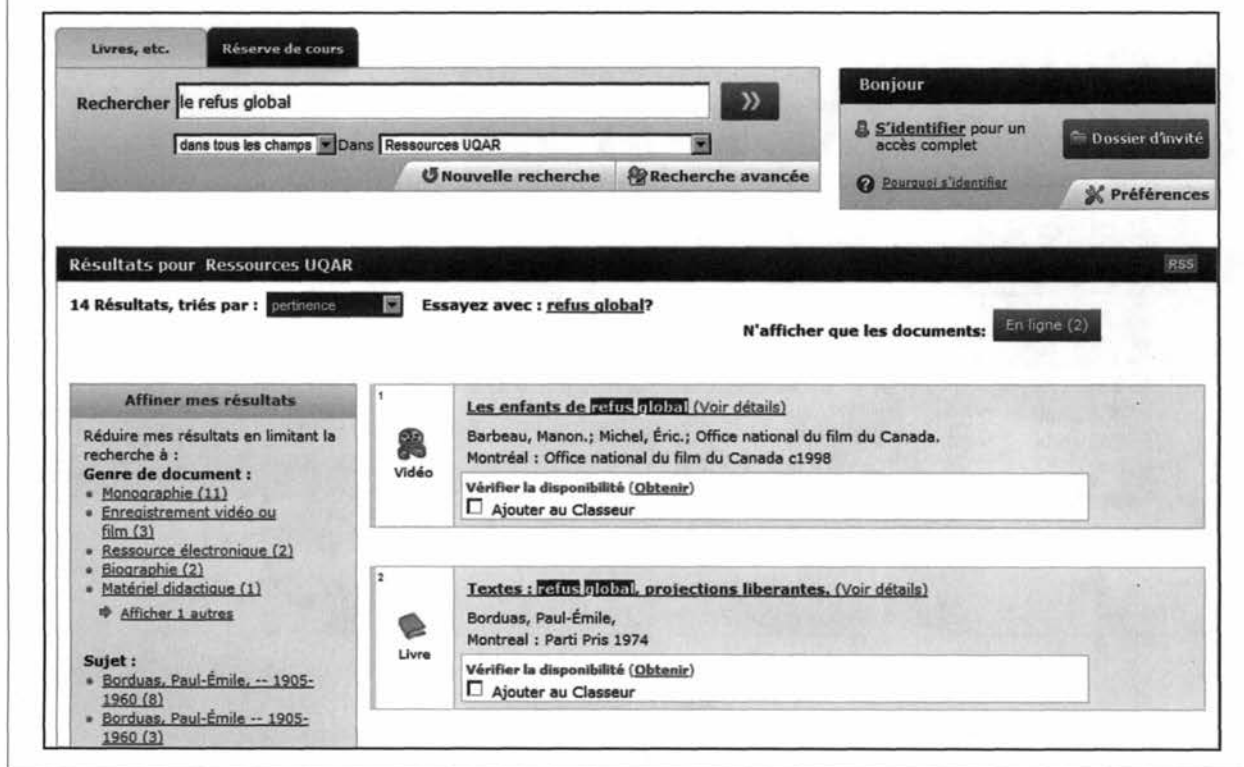 Livres, etc.
Réserve de cours
Rechercher le refus global
dans tous les champs Dans Ressources UQAR
Nouvelle recherche
Recherche avancée
Bonjour
S'identifier pour un
accès complet
Dossier d'invité
Pourquoi s'identifier
Préférences
Résultats pour Ressources UQAR
RSS
14 Résultats, triés par : pertinence
Essayez avec : refus global?
N'afficher que les documents: En ligne (2)
Affiner mes résultats
Réduire mes résultats en limitant la
recherche à :
Genre de document :
Monographie (11)
Enregistrement vidéo ou
film (3)
Ressource électronique (2)
Biographie (2)
Matériel didactique (1)
Afficher 1 autres
Sujet :
Borduas, Paul-Émile, -- 1905-
1960 (8)
Borduas, Paul-Émile -- 1905-
1960 (3)
1
Vidéo
Les enfants de refus global (Voir détails)
Barbeau, Manon.; Michel, Éric.; Office national du film du Canada.
Montréal : Office national du film du Canada c1998
Vérifier la disponibilité (Obtenir)
Ajouter au Classeur
2
Livre
Textes : refus global, projections liberantes. (Voir détails)
Borduas, Paul-Émile,
Montreal : Parti Pris 1974
Vérifier la disponibilité (Obtenir)
Ajouter au Classeur